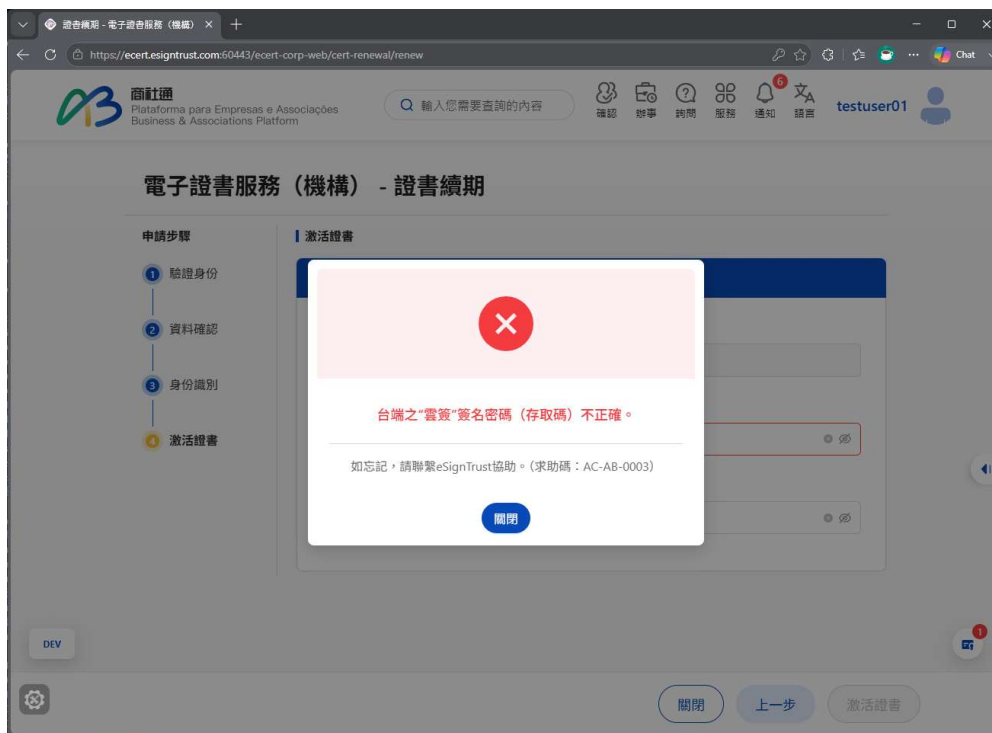 證書續期 - 電子證書服務（機構）
https://ecert.esigntrust.com:60443/ecert-corp-web/cert-renewal/renew
Chat
商社通
Plataforma para Empresas e Associações
Business & Associations Platform
輸入您需要查詢的內容
確認
辦事
詢問
服務
6
通知
語言
testuser01
電子證書服務（機構） - 證書續期
申請步驟
1 驗證身份
2 資料確認
3 身份識別
4 激活證書
激活證書
台端之“雲簽”簽名密碼（存取碼）不正確。
如忘記，請聯繫eSignTrust協助。(求助碼：AC-AB-0003)
關閉
DEV
1
關閉
上一步
激活證書